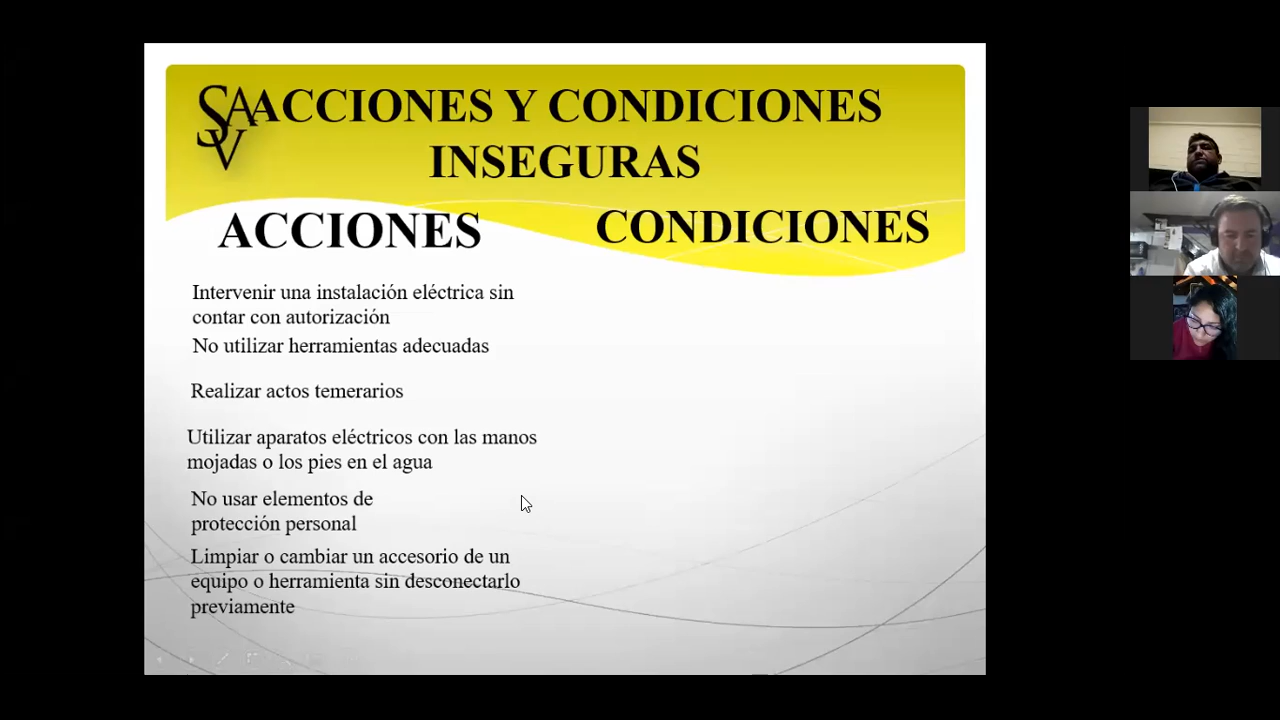 SAV
ACCIONES Y CONDICIONES
INSEGURAS
ACCIONES
CONDICIONES
Intervenir una instalación eléctrica sin
contar con autorización
No utilizar herramientas adecuadas
Realizar actos temerarios
Utilizar aparatos eléctricos con las manos
mojadas o los pies en el agua
No usar elementos de
protección personal
Limpiar o cambiar un accesorio de un
equipo o herramienta sin desconectarlo
previamente